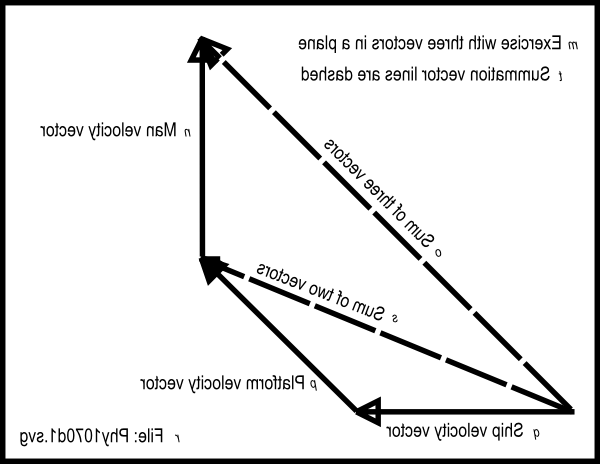 m Exercise with three vectors in a plane
t Summation vector lines are dashed
n Man velocity vector
o Sum of three vectors
s Sum of two vectors
p Platform velocity vector
q Ship velocity vector
r File: Phy1070d1.svg